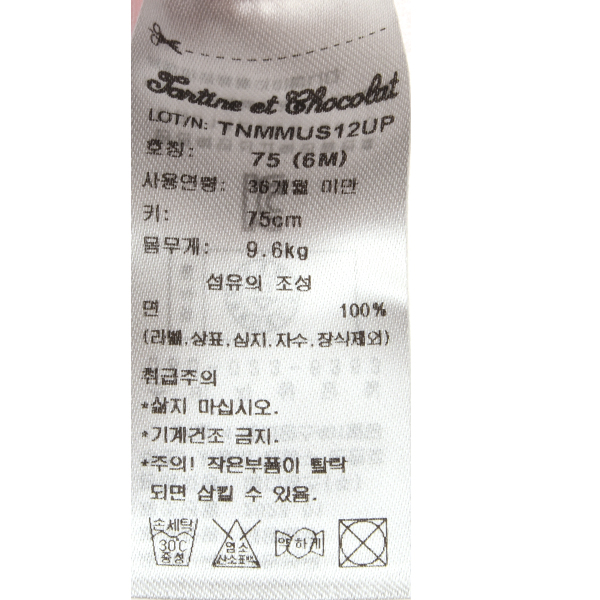 Tartine et Chocolat
LOT/N: TNMMUS12UP
호칭: 75 (6M)
사용연령: 36개월 미만
키: 75cm
몸무게: 9.6kg
섬유의 조성
면 100%
(라벨.상표.심지.자수.장식제외)
취급주의
*삶지 마십시오.
*기계건조 금지.
*주의! 작은부품이 탈락
되면 삼킬 수 있음.
손세탁
30℃
중성
염소
산소표백
약하게